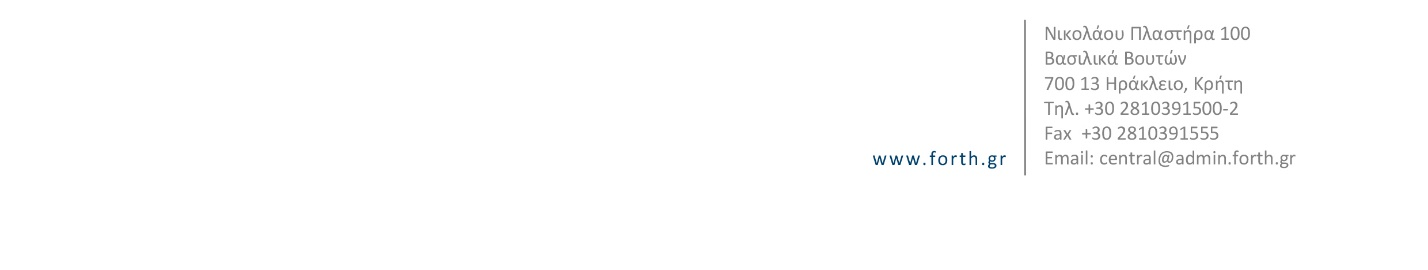 Νικολάου Πλαστήρα 100
Βασιλικά Βουτών
700 13 Ηράκλειο, Κρήτη
Τηλ. +30 2810391500-2
Fax  +30 2810391555
www.forth.gr
Email: central@admin.forth.gr